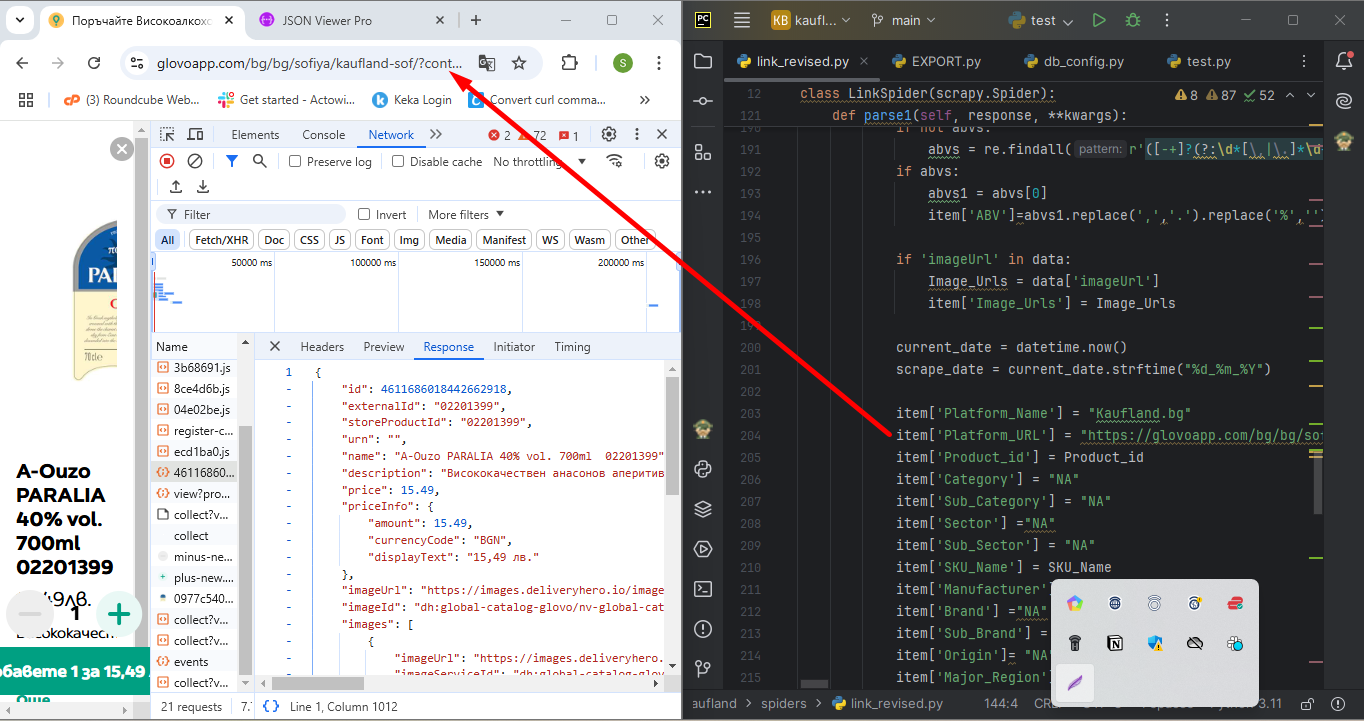 Поръчайте Високоалкохо
JSON Viewer Pro
glovoapp.com/bg/bg/sofiya/kaufland-sof/?cont...
S
(3) Roundcube Web...
Get started - Actowi...
Keka Login
Convert curl comma...
Elements
Console
Network
2
72
1
Preserve log
Disable cache
No throttling
Filter
Invert
More filters
All
Fetch/XHR
Doc
CSS
JS
Font
Img
Media
Manifest
WS
Wasm
Other
50000 ms
100000 ms
150000 ms
200000 ms
Name
3b68691.js
8ce4d6b.js
04e02be.js
register-c...
ecd1ba0.js
46116860...
view?pro...
collect?v...
collect
minus-ne...
plus-new....
0977c540...
collect?v...
collect?v...
events
collect?v...
21 requests
7.
Headers
Preview
Response
Initiator
Timing
1 {
- "id": 4611686018442662918,
- "externalId": "02201399",
- "storeProductId": "02201399",
- "urn": "",
- "name": "A-Ouzo PARALIA 40% vol. 700ml  02201399"
- "description": "Висококачествен анасонов аперитив
- "price": 15.49,
- "priceInfo": {
- "amount": 15.49,
- "currencyCode": "BGN",
- "displayText": "15,49 лв."
- },
- "imageUrl": "https://images.deliveryhero.io/image
- "imageId": "dh:global-catalog-glovo/nv-global-cat
- "images": [
- {
- "imageUrl": "https://images.deliveryhero.
- "imageServiceId": "dh:global-catalog-glov
{} Line 1, Column 1012
PARAL
70cl℮
A-Ouzo
PARALIA
40% vol.
700ml
02201399
49лв.
1
Висококачест
обавете 1 за 15,49
Още
PC
KB
kaufl...
main
test
link_revised.py
EXPORT.py
db_config.py
test.py
8
87
52
12 class LinkSpider(scrapy.Spider):
121 def parse1(self, response, **kwargs):
190 if not abvs:
191 abvs = re.findall( pattern: r'([-+]?(?:\d*[\,|\.]*\d
192 if abvs:
193 abvs1 = abvs[0]
194 item['ABV']=abvs1.replace(',','.').replace('%','')
195
196 if 'imageUrl' in data:
197 Image_Urls = data['imageUrl']
198 item['Image_Urls'] = Image_Urls
199
200 current_date = datetime.now()
201 scrape_date = current_date.strftime("%d_%m_%Y")
202
203 item['Platform_Name'] = "Kaufland.bg"
204 item['Platform_URL'] = "https://glovoapp.com/bg/bg/sof
205 item['Product_id'] = Product_id
206 item['Category'] = "NA"
207 item['Sub_Category'] = "NA"
208 item['Sector'] ="NA"
209 item['Sub_Sector'] = "NA"
210 item['SKU_Name'] = SKU_Name
211 item['Manufacturer'
212 item['Brand'] ="NA"
213 item['Sub_Brand'] =
214 item['Origin']= "NA"
215 item['Major_Region']
aufland
spiders
link_revised.py
144:4
CR
3.11